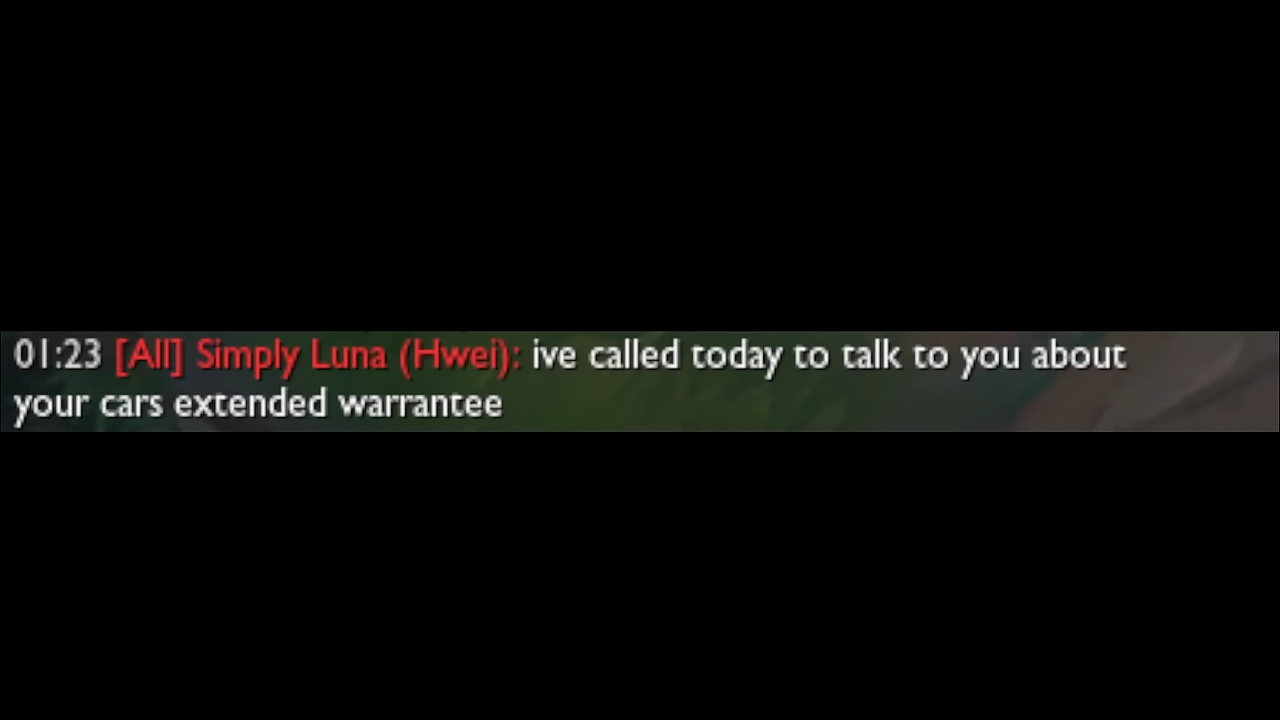 01:23 [All] Simply Luna (Hwei): ive called today to talk to you about
your cars extended warrantee